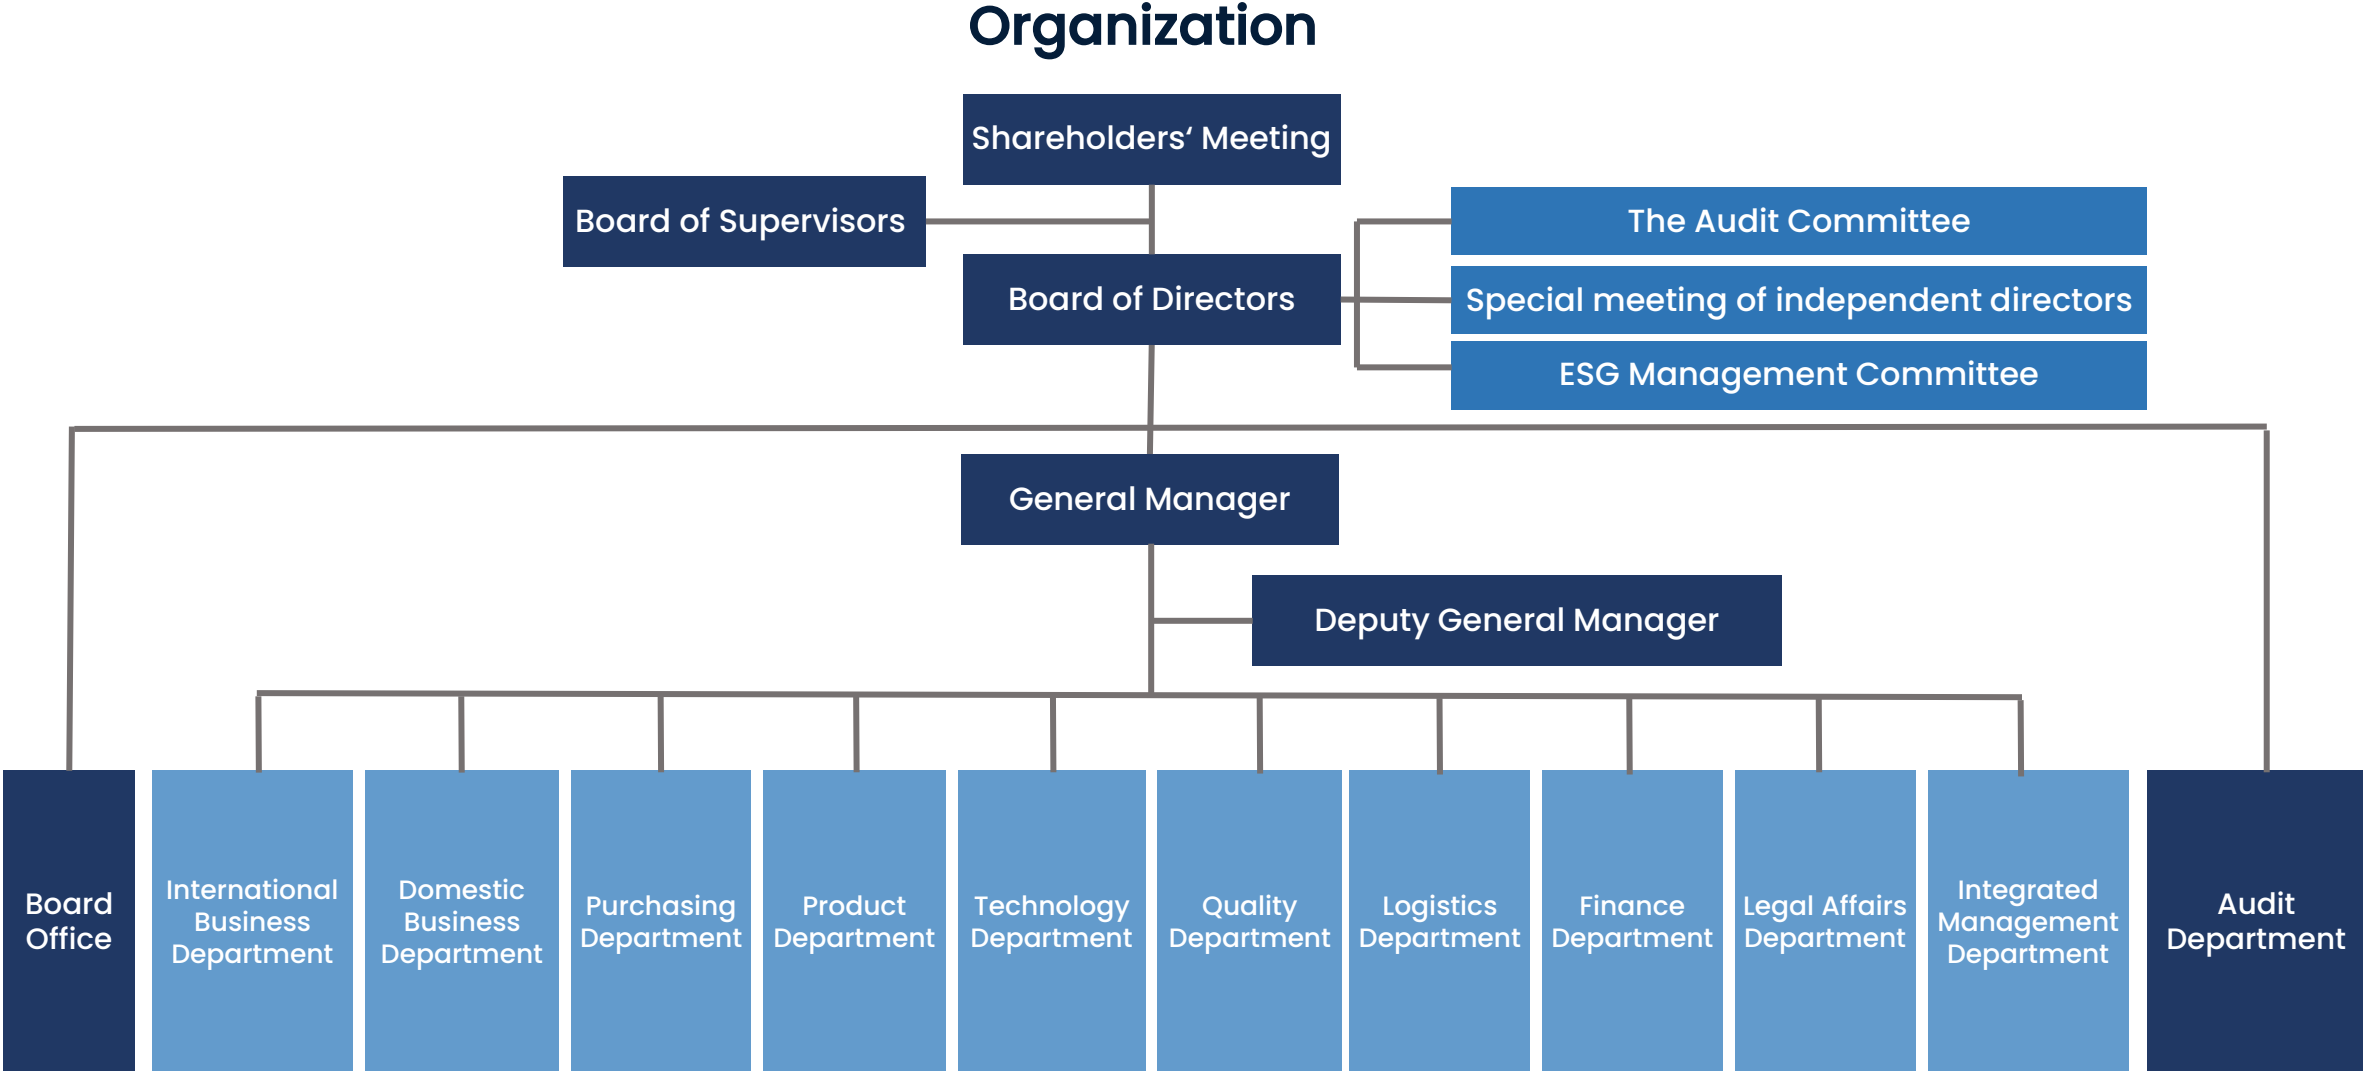 Organization
Shareholders‘ Meeting
Board of Supervisors
The Audit Committee
Board of Directors
Special meeting of independent directors
ESG Management Committee
General Manager
Deputy General Manager
Board
Office
International
Business
Department
Domestic
Business
Department
Purchasing
Department
Product
Department
Technology
Department
Quality
Department
Logistics
Department
Finance
Department
Legal Affairs
Department
Integrated
Management
Department
Audit
Department